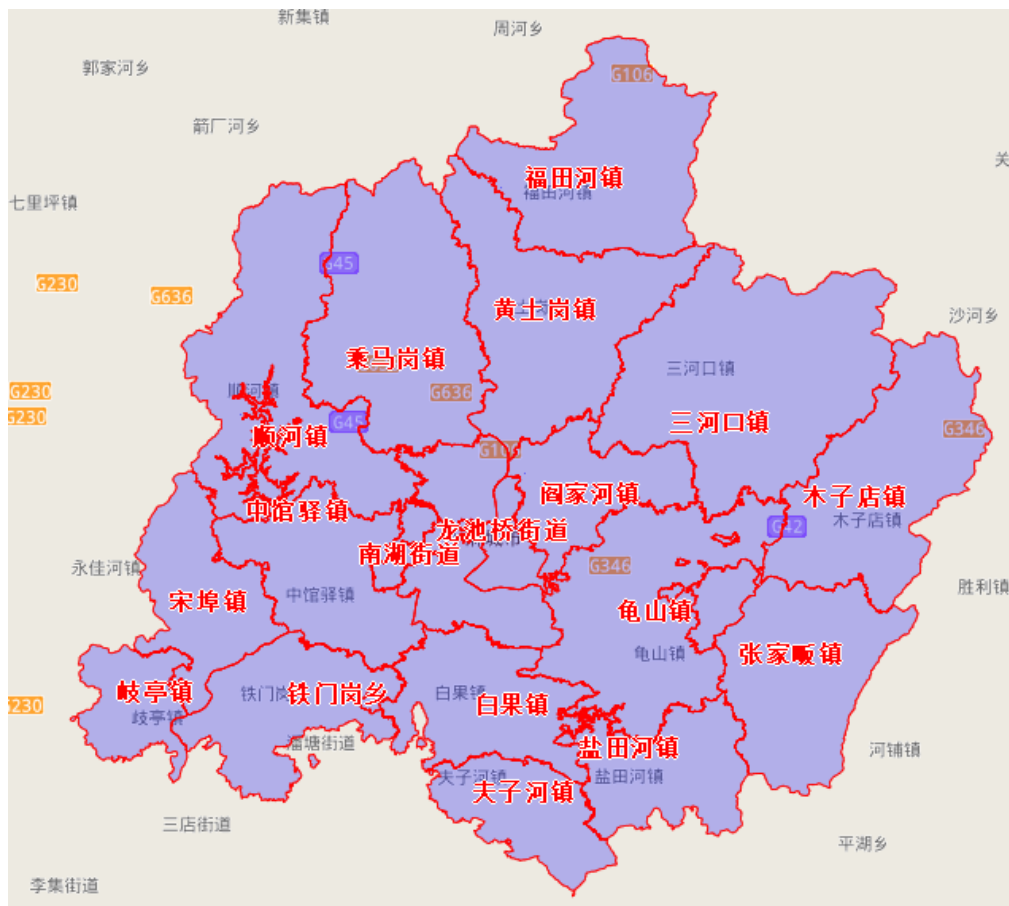 新集镇
周河乡
郭家河乡
G106
箭厂河乡
关
福田河镇
福田河镇
七里坪镇
G45
G230
G636
黄土岗镇
沙河乡
乘马岗镇
三河口镇
G230
顺河镇
G636
G230
G45
三河口镇
G346
顺河镇
G106
阎家河镇
木子店镇
中馆驿镇
木子店镇
G42
龙池桥街道
南湖街道
永佳河镇
G346
胜利镇
中馆驿镇
宋埠镇
龟山镇
龟山镇
张家畈镇
岐亭镇
铁门岗乡
白果镇
白果镇
G230
岐亭镇
盐田河镇
溜塘街道
河铺镇
夫子河镇
盐田河镇
夫子河镇
三店街道
平湖乡
李集街道